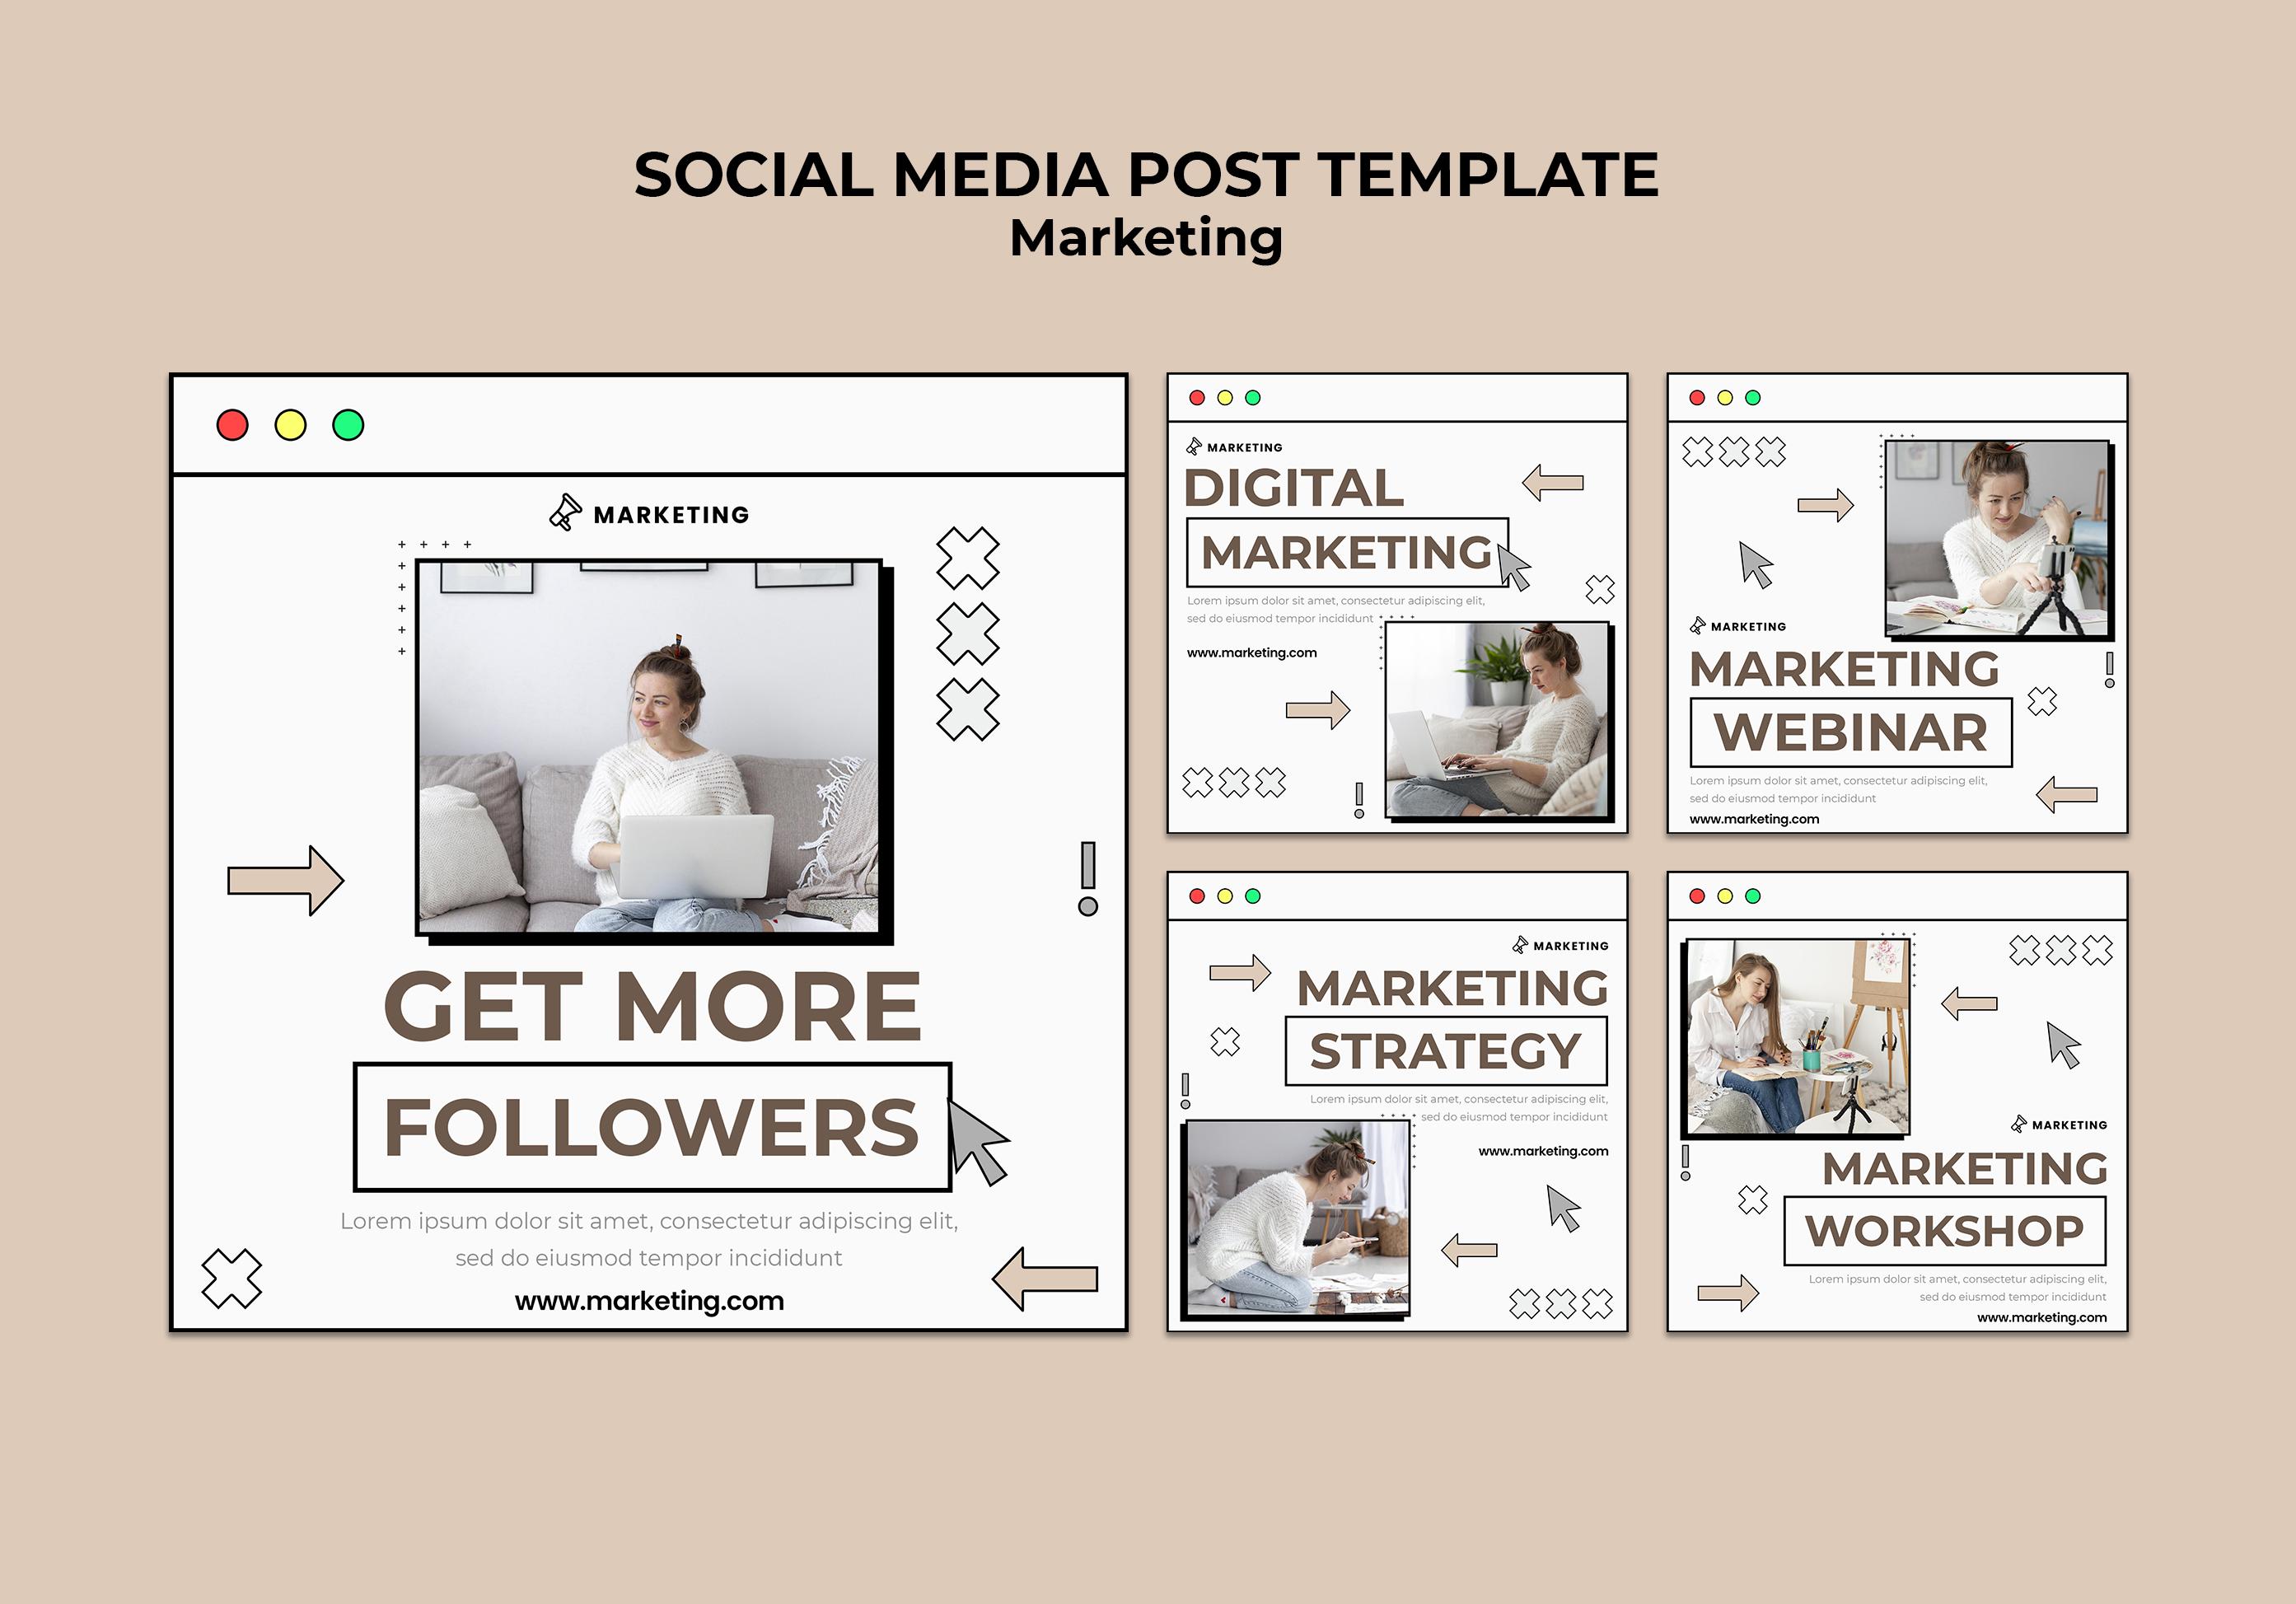 SOCIAL MEDIA POST TEMPLATE
Marketing
MARKETING
GET MORE
FOLLOWERS
Lorem ipsum dolor sit amet, consectetur adipiscing elit,
sed do eiusmod tempor incididunt
www.marketing.com
MARKETING
DIGITAL
MARKETING
Lorem ipsum dolor sit amet, consectetur adipiscing elit,
sed do eiusmod tempor incididunt
www.marketing.com
MARKETING
MARKETING
WEBINAR
Lorem ipsum dolor sit amet, consectetur adipiscing elit,
sed do eiusmod tempor incididunt
www.marketing.com
MARKETING
MARKETING
STRATEGY
Lorem ipsum dolor sit amet, consectetur adipiscing elit,
sed do eiusmod tempor incididunt
www.marketing.com
MARKETING
MARKETING
WORKSHOP
Lorem ipsum dolor sit amet, consectetur adipiscing elit,
sed do eiusmod tempor incididunt
www.marketing.com